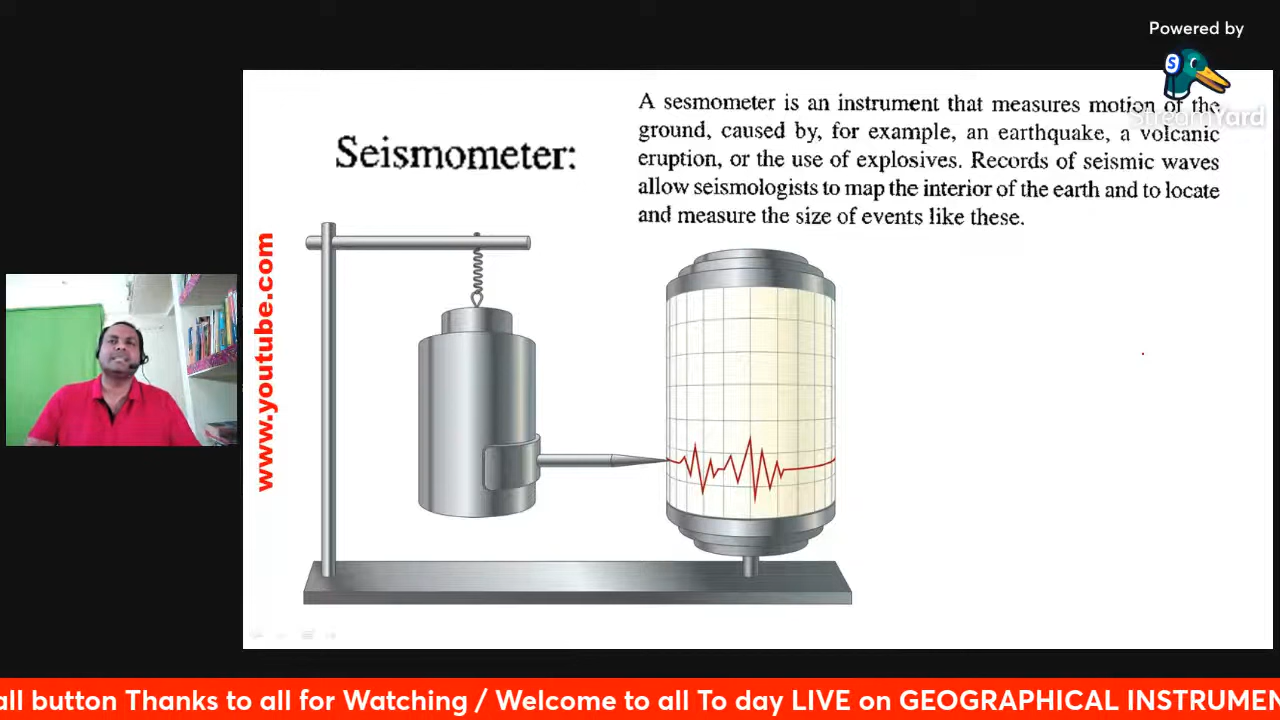 Powered by
StreamYard
A sesmometer is an instrument that measures motion of the
ground, caused by, for example, an earthquake, a volcanic
eruption, or the use of explosives. Records of seismic waves
allow seismologists to map the interior of the earth and to locate
and measure the size of events like these.
Seismometer:
www.youtube.com
all button Thanks to all for Watching / Welcome to all To day LIVE on GEOGRAPHICAL INSTRUMEN